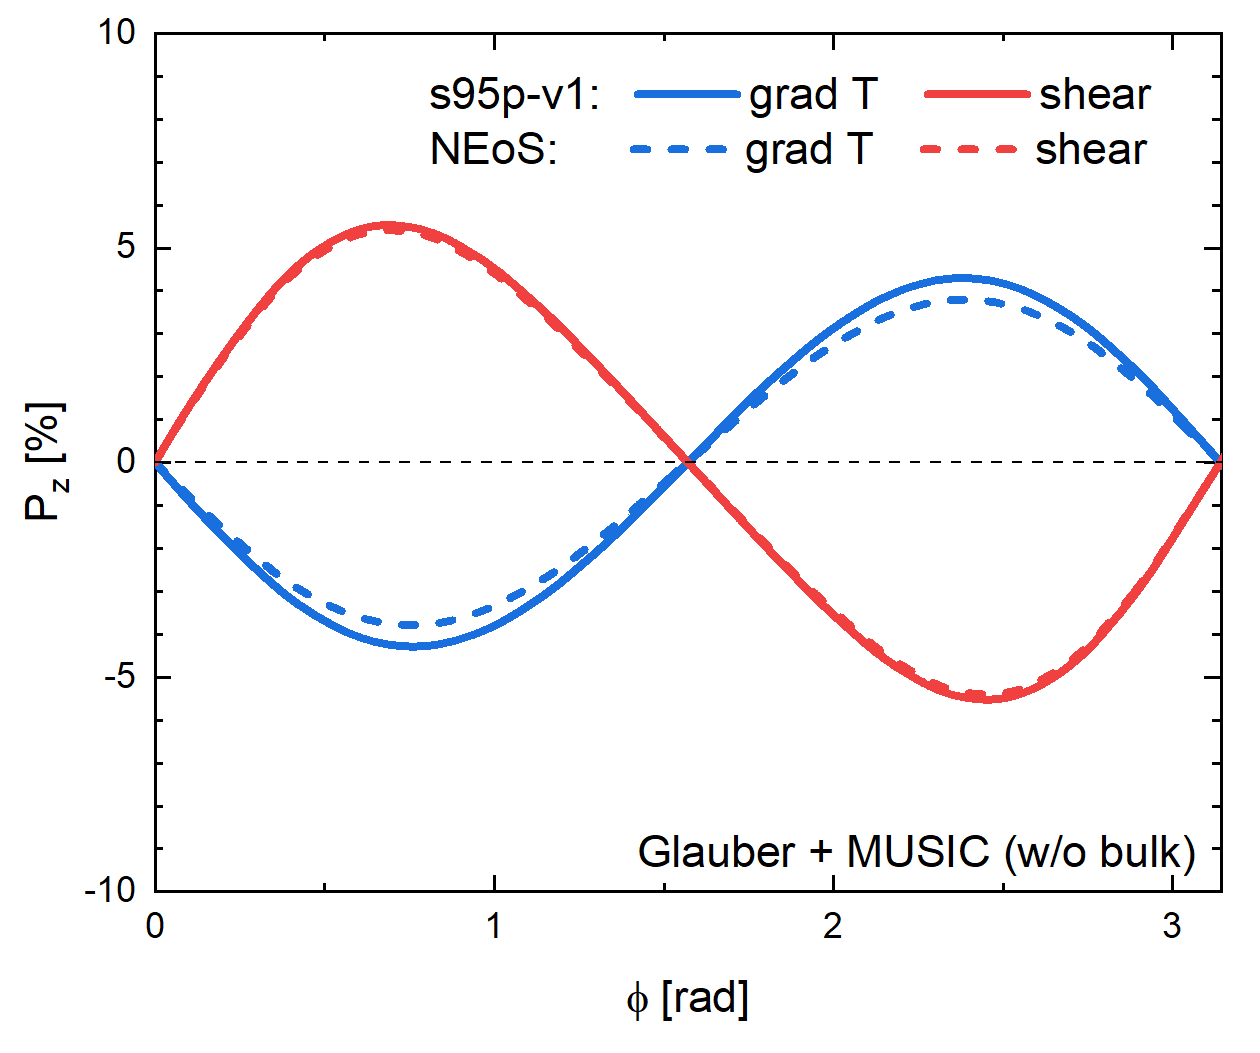 10
s95p-v1: grad T shear
NEoS: grad T shear
5
0
-5
-10
P_z [%]
Glauber + MUSIC (w/o bulk)
0 1 2 3
ϕ [rad]